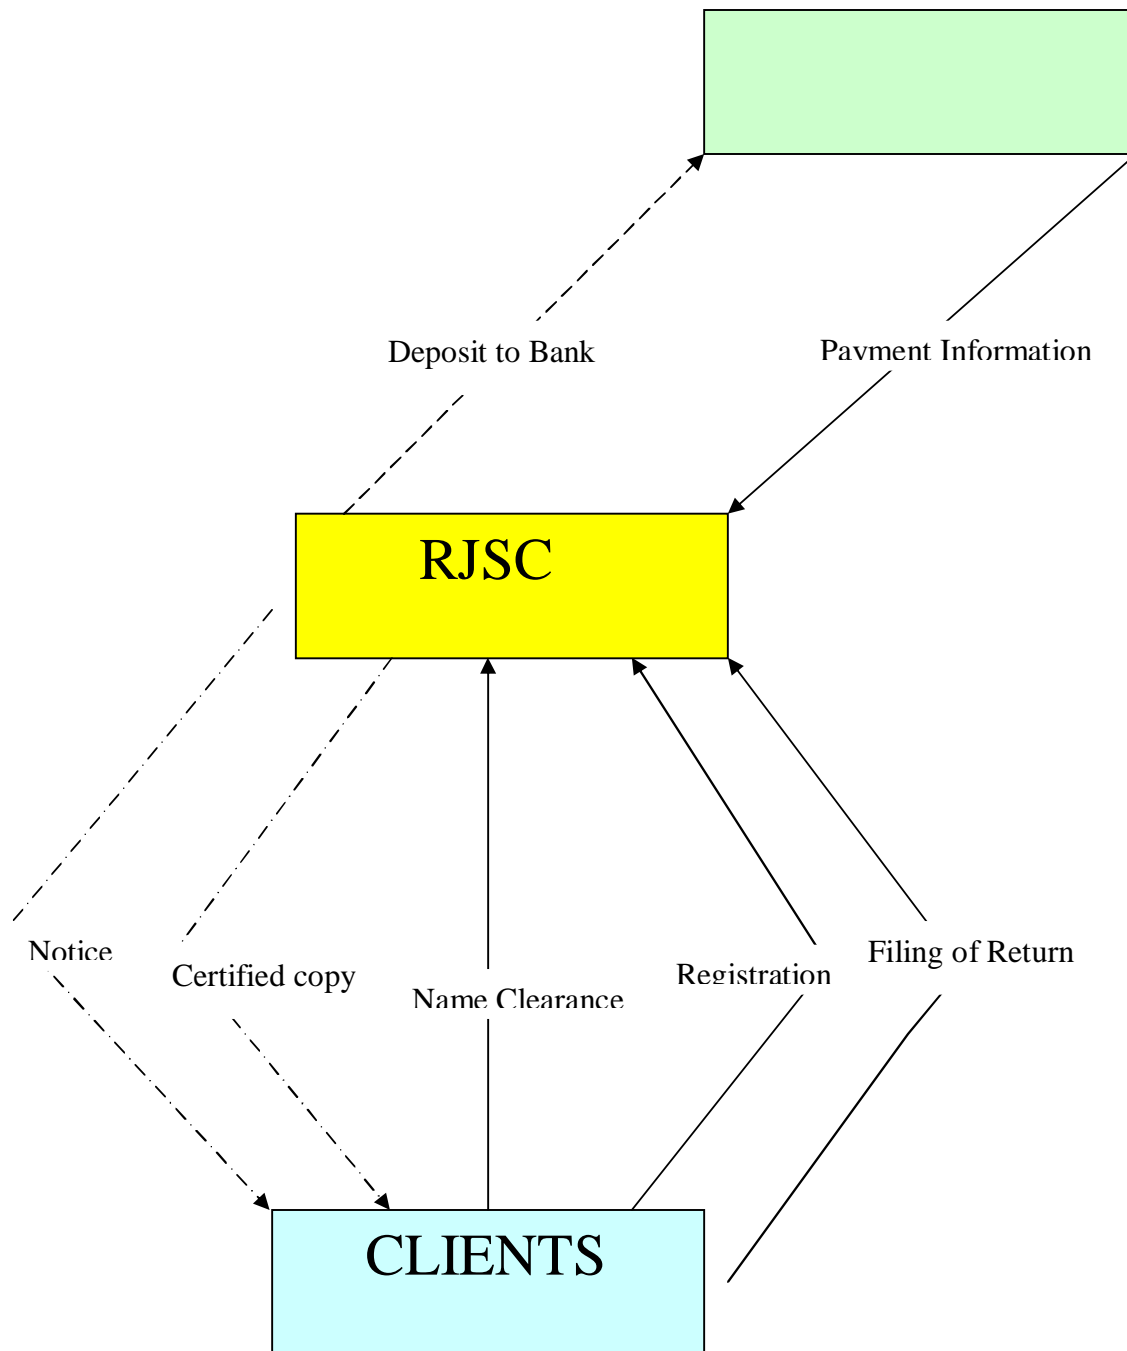 Deposit to Bank
Payment Information
RJSC
Notice
Certified copy
Name Clearance
Registration
Filing of Return
CLIENTS